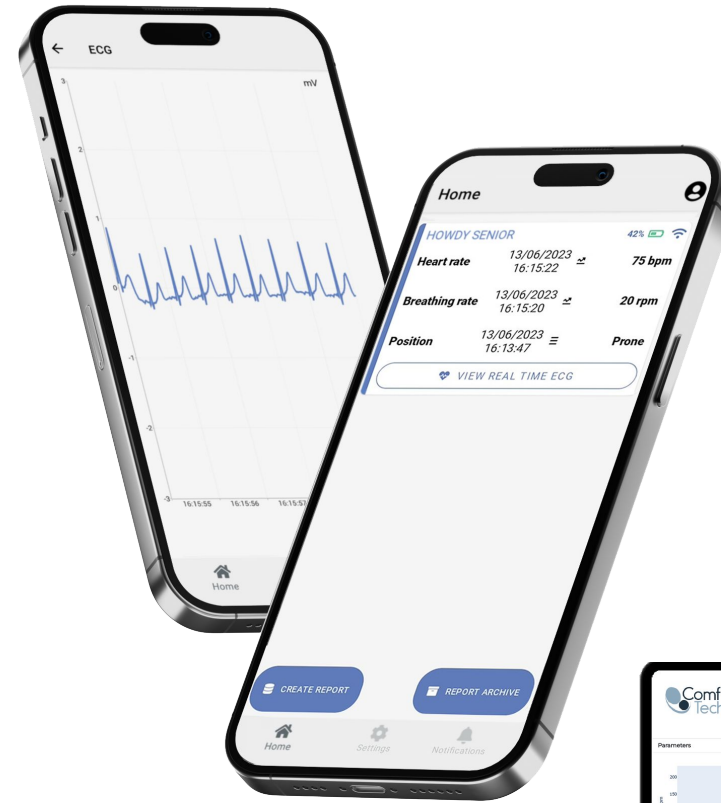 ECG
mV
3
2
1
0
-1
-2
-3
16:15:55 16:15:56 16:15:57
Home
Home
HOWDY SENIOR 42%
Heart rate 13/06/2023 16:15:22 75 bpm
Breathing rate 13/06/2023 16:15:20 20 rpm
Position 13/06/2023 16:13:47 Prone
VIEW REAL TIME ECG
CREATE REPORT REPORT ARCHIVE
Home Settings Notifications
Comf
Tech
Parameters
200
150